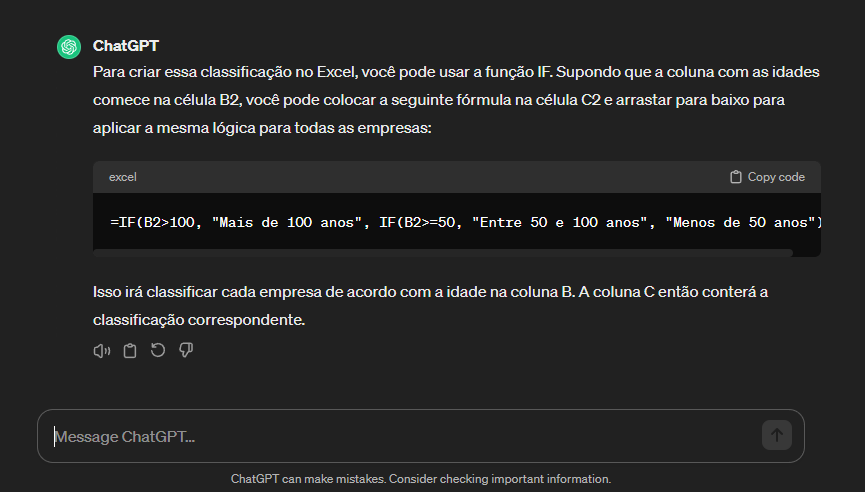 ChatGPT
Para criar essa classificação no Excel, você pode usar a função IF. Supondo que a coluna com as idades
comece na célula B2, você pode colocar a seguinte fórmula na célula C2 e arrastar para baixo para
aplicar a mesma lógica para todas as empresas:
excel
Copy code
=IF(B2>100, "Mais de 100 anos", IF(B2>=50, "Entre 50 e 100 anos", "Menos de 50 anos")
Isso irá classificar cada empresa de acordo com a idade na coluna B. A coluna C então conterá a
classificação correspondente.
Message ChatGPT...
ChatGPT can make mistakes. Consider checking important information.